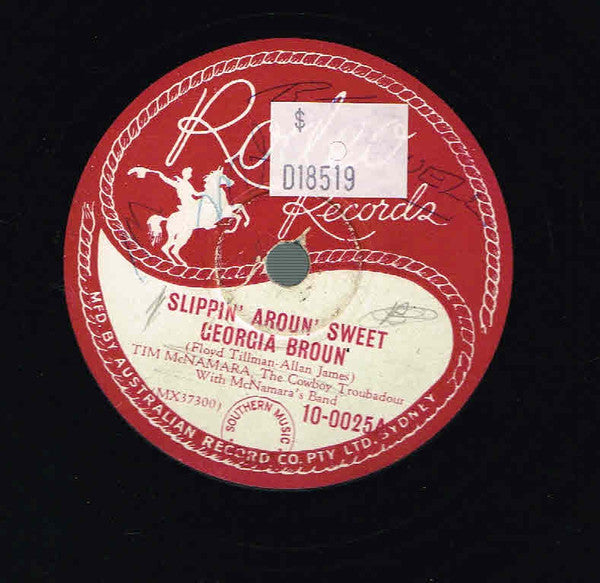 $
D18519
Records
SLIPPIN' AROUN' SWEET
GEORGIA BROUN'
(Floyd Tillman-Allan James)
TIM McNAMARA, The Cowboy Troubadour
With McNamara's Band
(MX37300)
10-0025A
SOUTHERN MUSIC
MFD. BY AUSTRALIAN RECORD CO. PTY LTD. SYDNEY